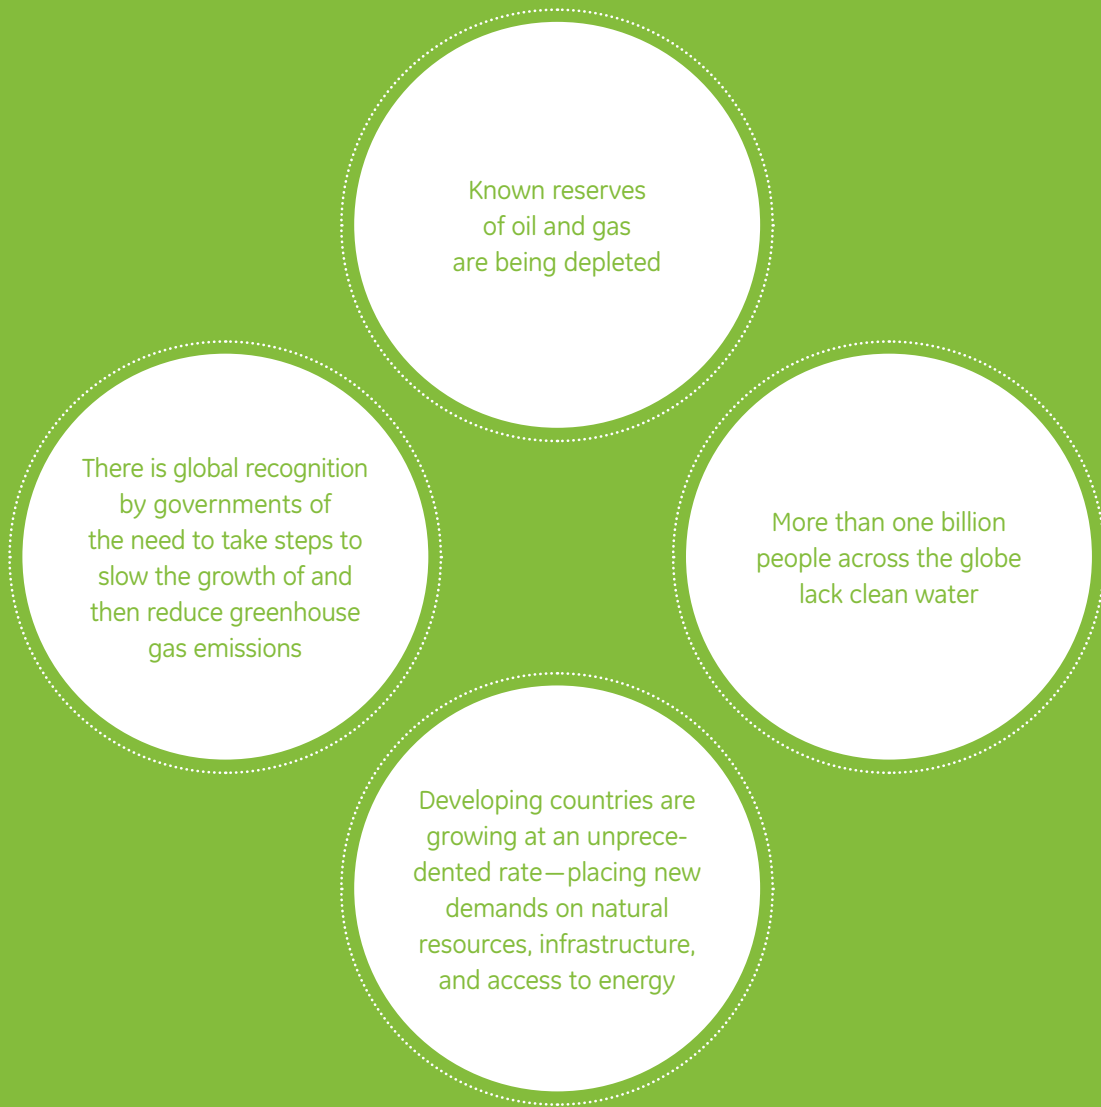 Known reserves
of oil and gas
are being depleted
There is global recognition
by governments of
the need to take steps to
slow the growth of and
then reduce greenhouse
gas emissions
More than one billion
people across the globe
lack clean water
Developing countries are
growing at an unprece-
dented rate—placing new
demands on natural
resources, infrastructure,
and access to energy